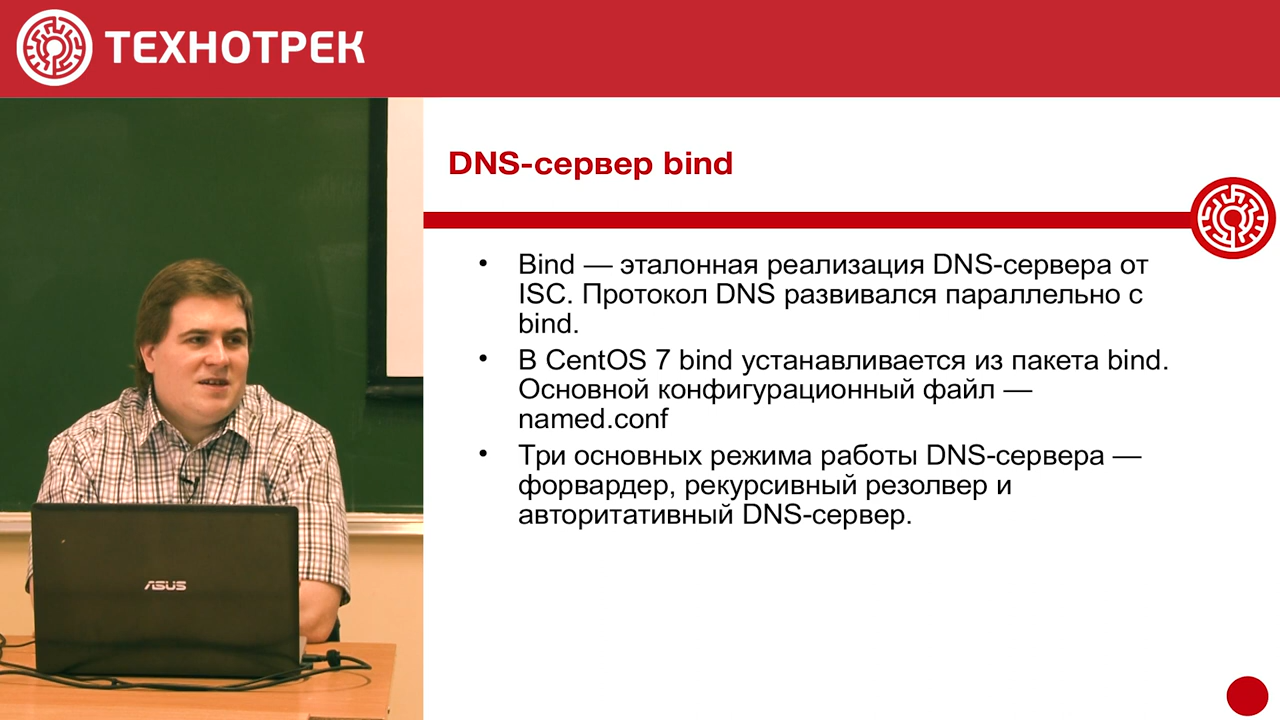 ТЕХНОТРЕК
DNS-сервер bind
• Bind — эталонная реализация DNS-сервера от
ISC. Протокол DNS развивался параллельно с
bind.
• В CentOS 7 bind устанавливается из пакета bind.
Основной конфигурационный файл —
named.conf
• Три основных режима работы DNS-сервера —
форвардер, рекурсивный резолвер и
авторитативный DNS-сервер.
ASUS